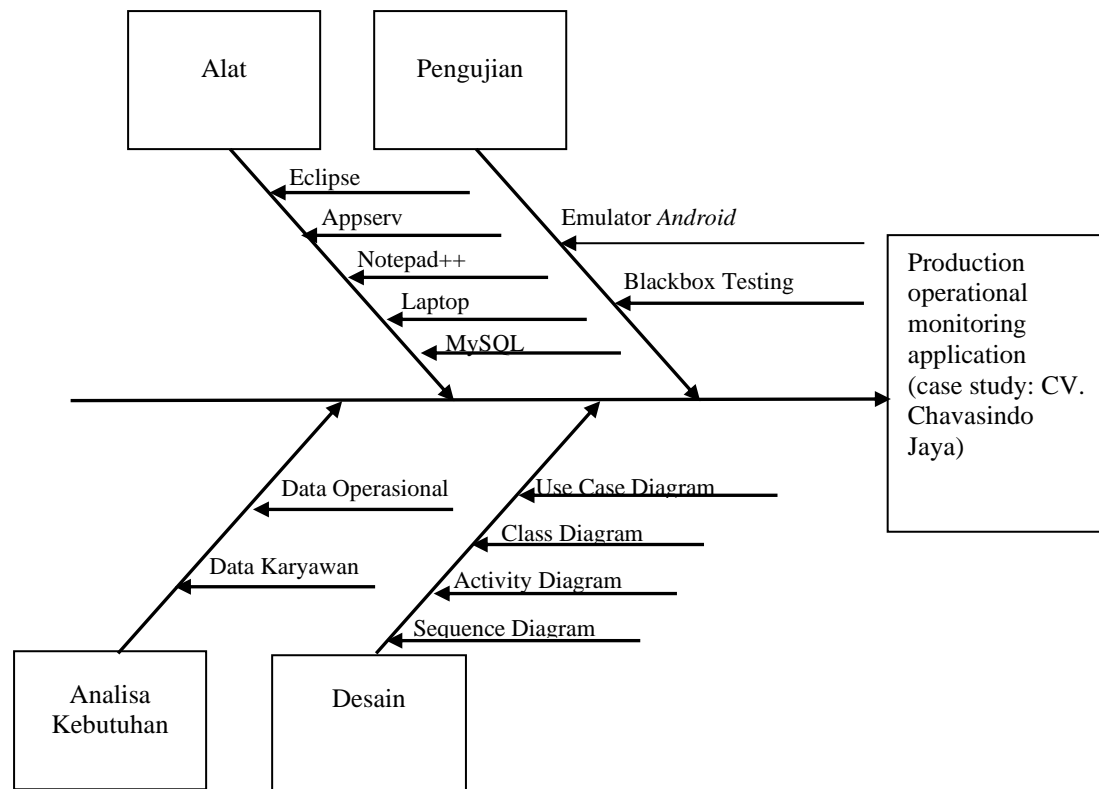 Alat
Pengujian
Eclipse
Appserv
Notepad++
Laptop
MySQL
Emulator Android
Blackbox Testing
Production
operational
monitoring
application
(case study: CV.
Chavasindo
Jaya)
Data Operasional
Data Karyawan
Use Case Diagram
Class Diagram
Activity Diagram
Sequence Diagram
Analisa
Kebutuhan
Desain